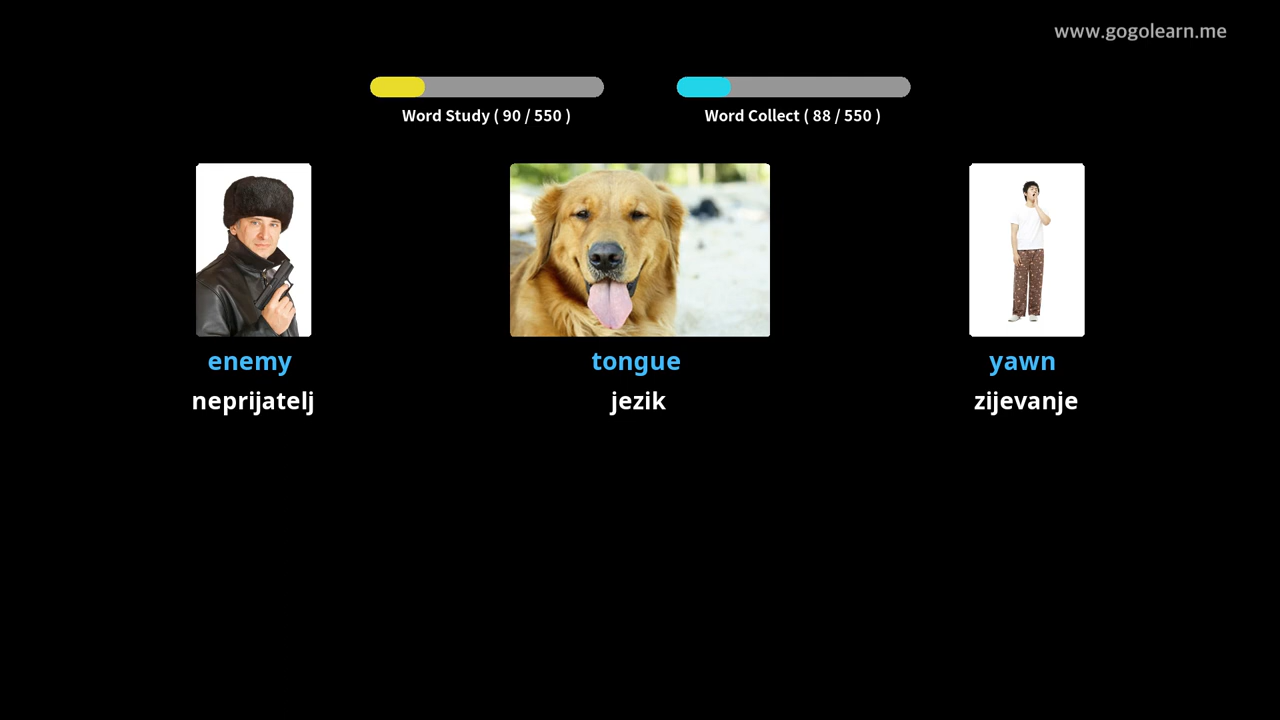 www.gogolearn.me
Word Study ( 90 / 550 )
Word Collect ( 88 / 550 )
enemy
neprijatelj
tongue
jezik
yawn
zijevanje